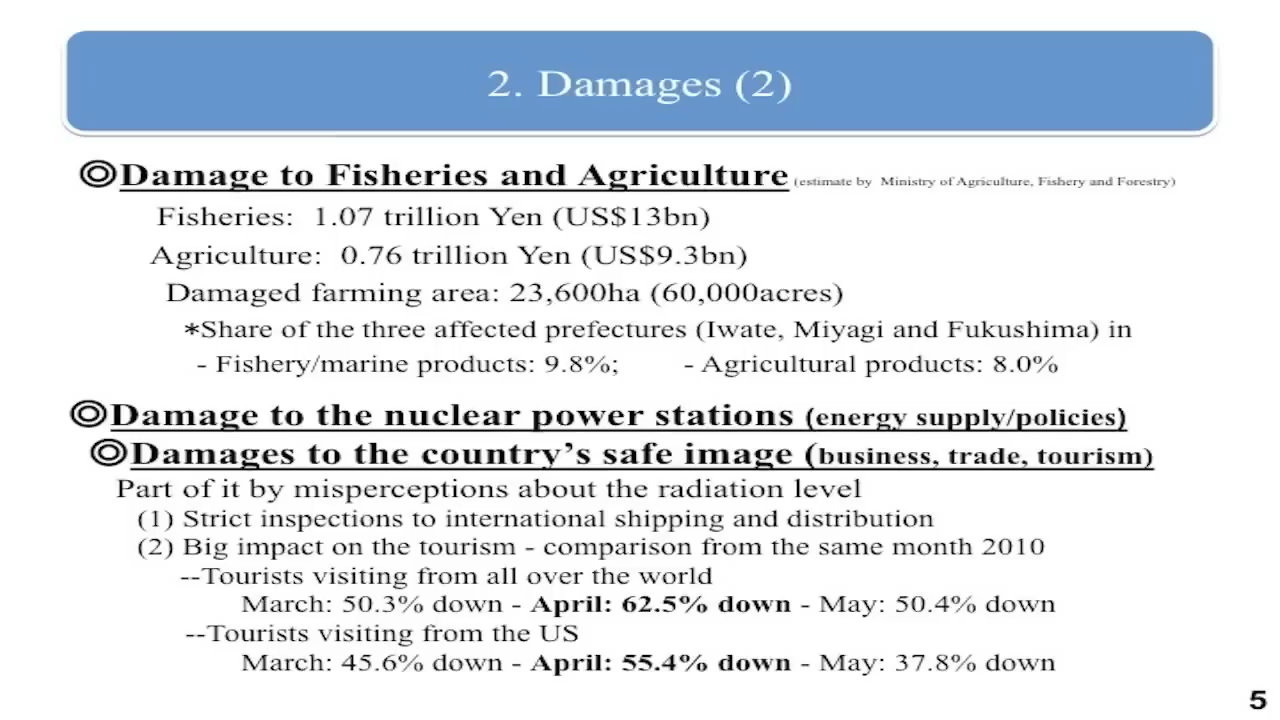 2. Damages (2)
◎Damage to Fisheries and Agriculture (estimate by Ministry of Agriculture, Fishery and Forestry)
Fisheries: 1.07 trillion Yen (US$13bn)
Agriculture: 0.76 trillion Yen (US$9.3bn)
Damaged farming area: 23,600ha (60,000acres)
*Share of the three affected prefectures (Iwate, Miyagi and Fukushima) in
- Fishery/marine products: 9.8%; - Agricultural products: 8.0%
◎Damage to the nuclear power stations (energy supply/policies)
◎Damages to the country's safe image (business, trade, tourism)
Part of it by misperceptions about the radiation level
(1) Strict inspections to international shipping and distribution
(2) Big impact on the tourism - comparison from the same month 2010
--Tourists visiting from all over the world
March: 50.3% down - April: 62.5% down - May: 50.4% down
--Tourists visiting from the US
March: 45.6% down - April: 55.4% down - May: 37.8% down
5